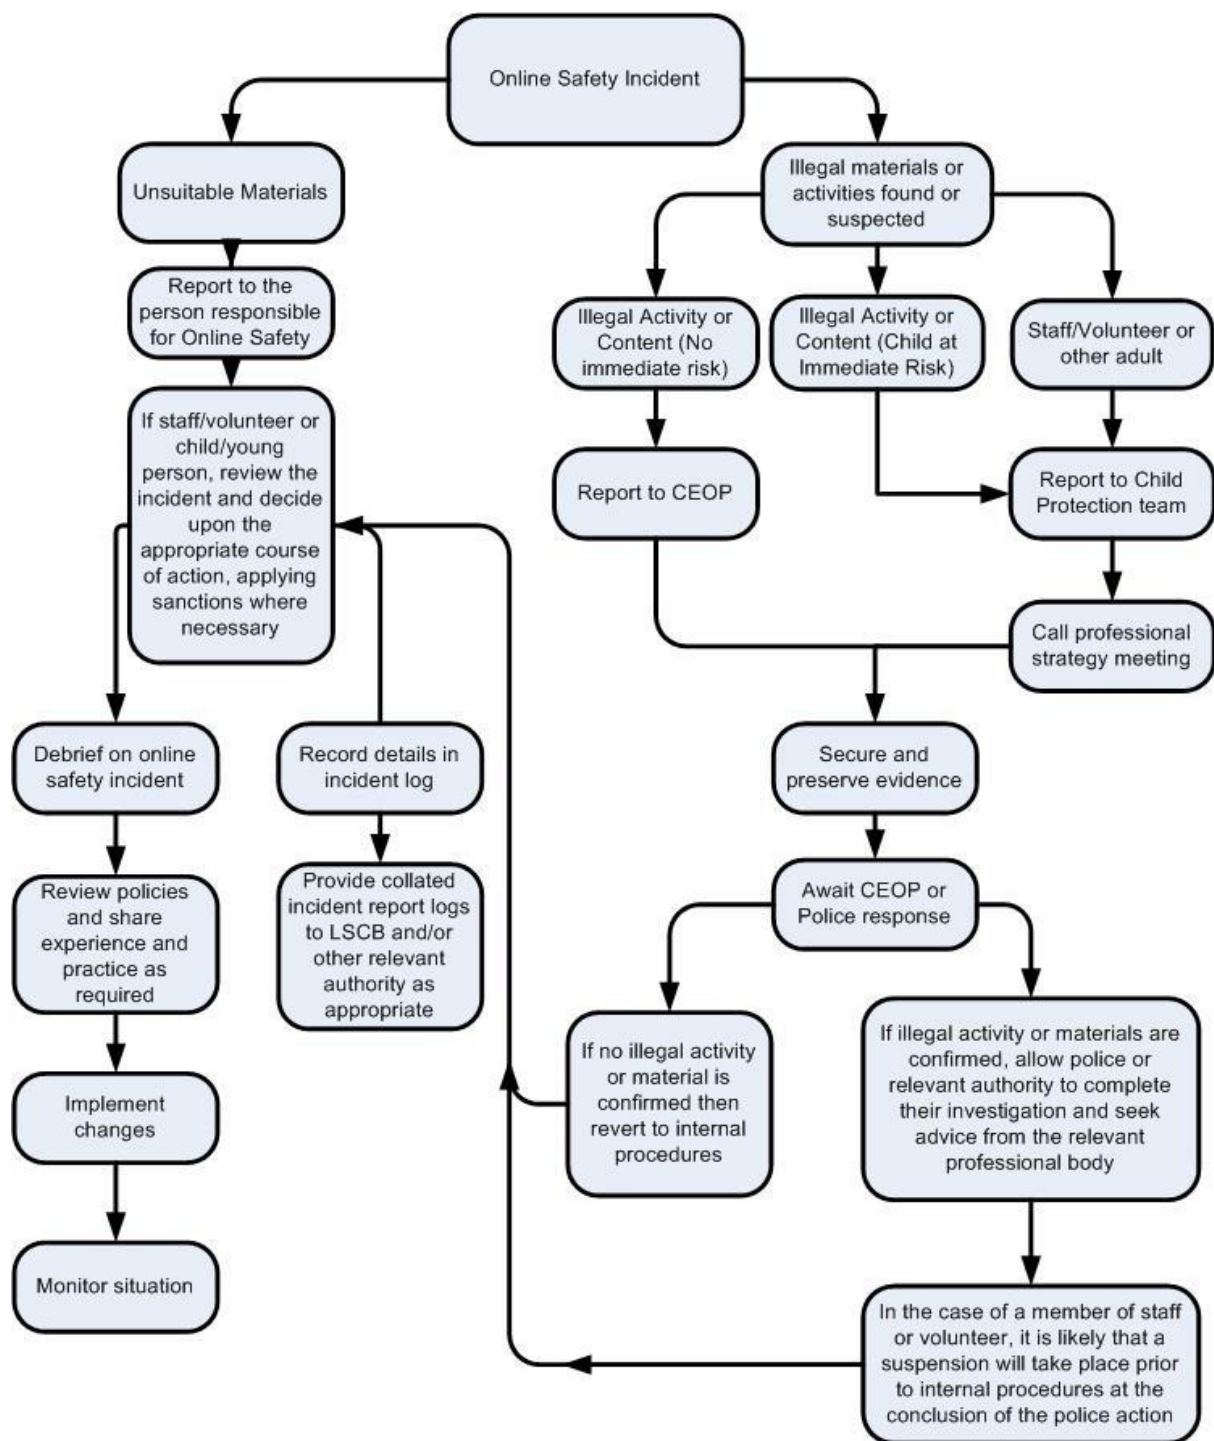 Online Safety Incident
Unsuitable Materials
Illegal materials or
activities found or
suspected
Report to the
person responsible
for Online Safety
Illegal Activity or
Content (No
immediate risk)
Illegal Activity or
Content (Child at
Immediate Risk)
Staff/Volunteer or
other adult
If staff/volunteer or
child/young
person, review the
incident and decide
upon the
appropriate course
of action, applying
sanctions where
necessary
Report to CEOP
Report to Child
Protection team
Call professional
strategy meeting
Debrief on online
safety incident
Record details in
incident log
Secure and
preserve evidence
Review policies
and share
experience and
practice as
required
Provide collated
incident report logs
to LSCB and/or
other relevant
authority as
appropriate
Await CEOP or
Police response
If no illegal activity
or material is
confirmed then
revert to internal
procedures
If illegal activity or materials are
confirmed, allow police or
relevant authority to complete
their investigation and seek
advice from the relevant
professional body
Implement
changes
Monitor situation
In the case of a member of staff
or volunteer, it is likely that a
suspension will take place prior
to internal procedures at the
conclusion of the police action